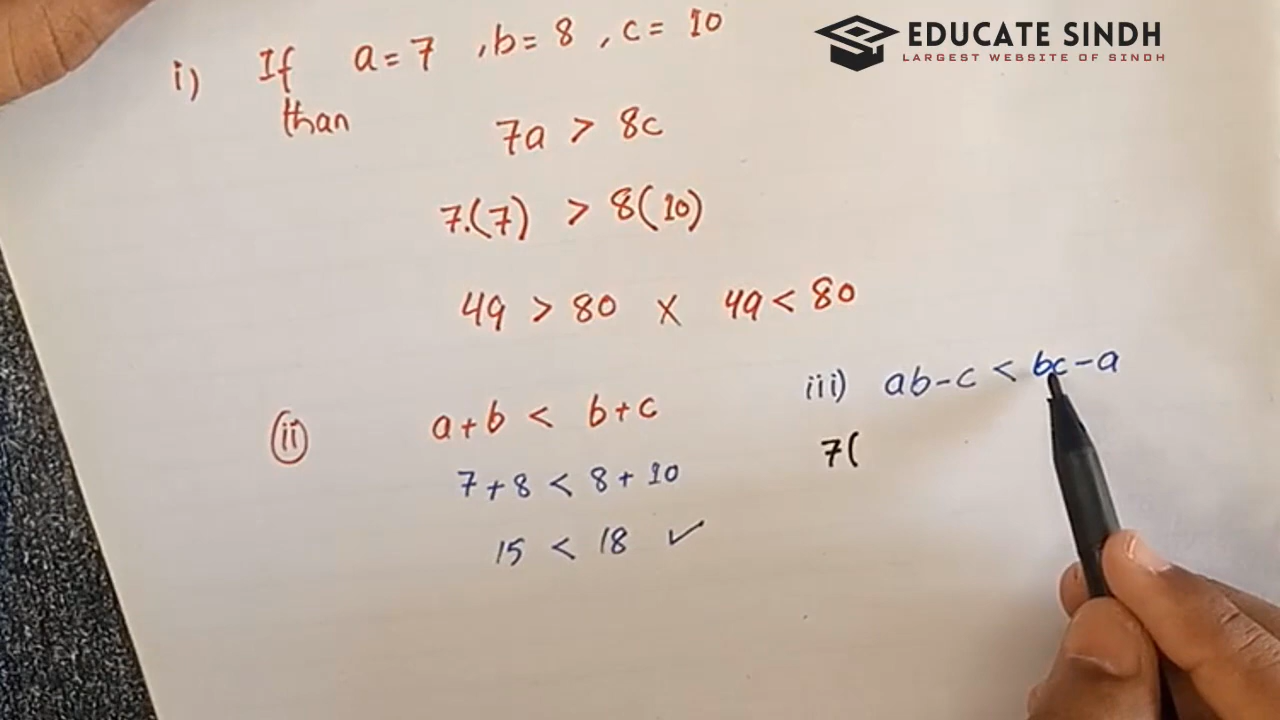 EDUCATE SINDH
LARGEST WEBSITE OF SINDH
i) If a = 7 , b = 8 , c = 10
than
7a > 8c
7.(7) > 8(10)
49 > 80 x 49 < 80
ii a + b < b + c
7 + 8 < 8 + 10
15 < 18 ✓
iii) ab - c < bc - a
7(